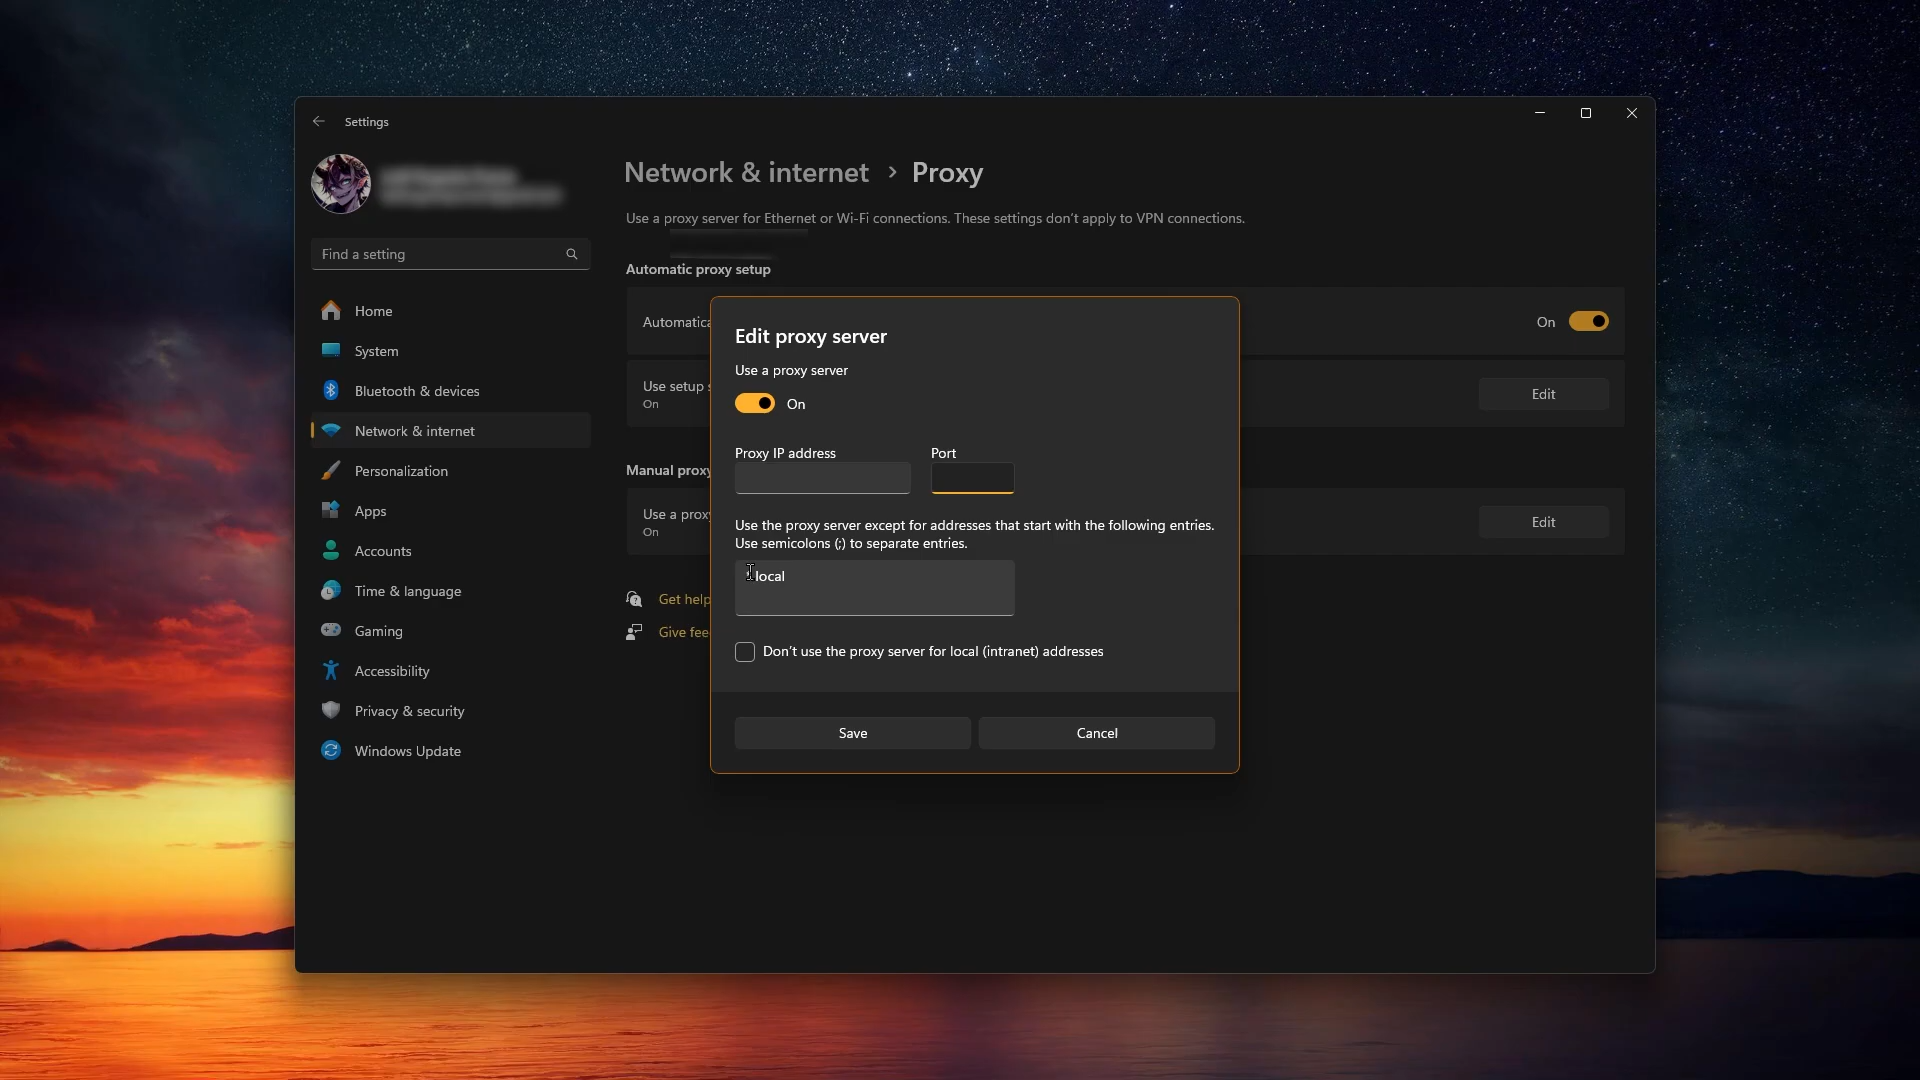 Settings
Network & internet > Proxy
Use a proxy server for Ethernet or Wi-Fi connections. These settings don't apply to VPN connections.
Find a setting
Automatic proxy setup
Home
System
Bluetooth & devices
Network & internet
Personalization
Apps
Accounts
Time & language
Gaming
Accessibility
Privacy & security
Windows Update
On
Use setup
On
Edit
Manual proxy
Use a
On
Edit
Get help
Give
Edit proxy server
Use a proxy server
On
Proxy IP address
Port
Use the proxy server except for addresses that start with the following entries.
Use semicolons (;) to separate entries.
local
Don't use the proxy server for local (intranet) addresses
Save
Cancel